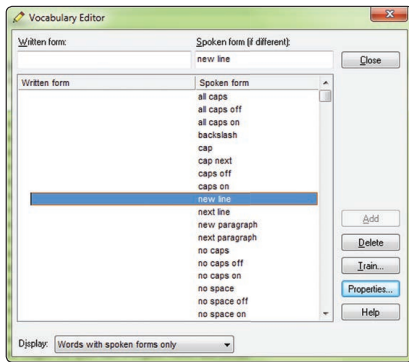 Vocabulary Editor
Written form:
Spoken form (if different):
new line
Close
Written form
Spoken form
all caps
all caps off
all caps on
backslash
cap
cap next
caps off
caps on
new line
next line
new paragraph
next paragraph
no caps
no caps off
no caps on
no space
no space off
no space on
Add
Delete
Train...
Properties...
Help
Display:
Words with spoken forms only